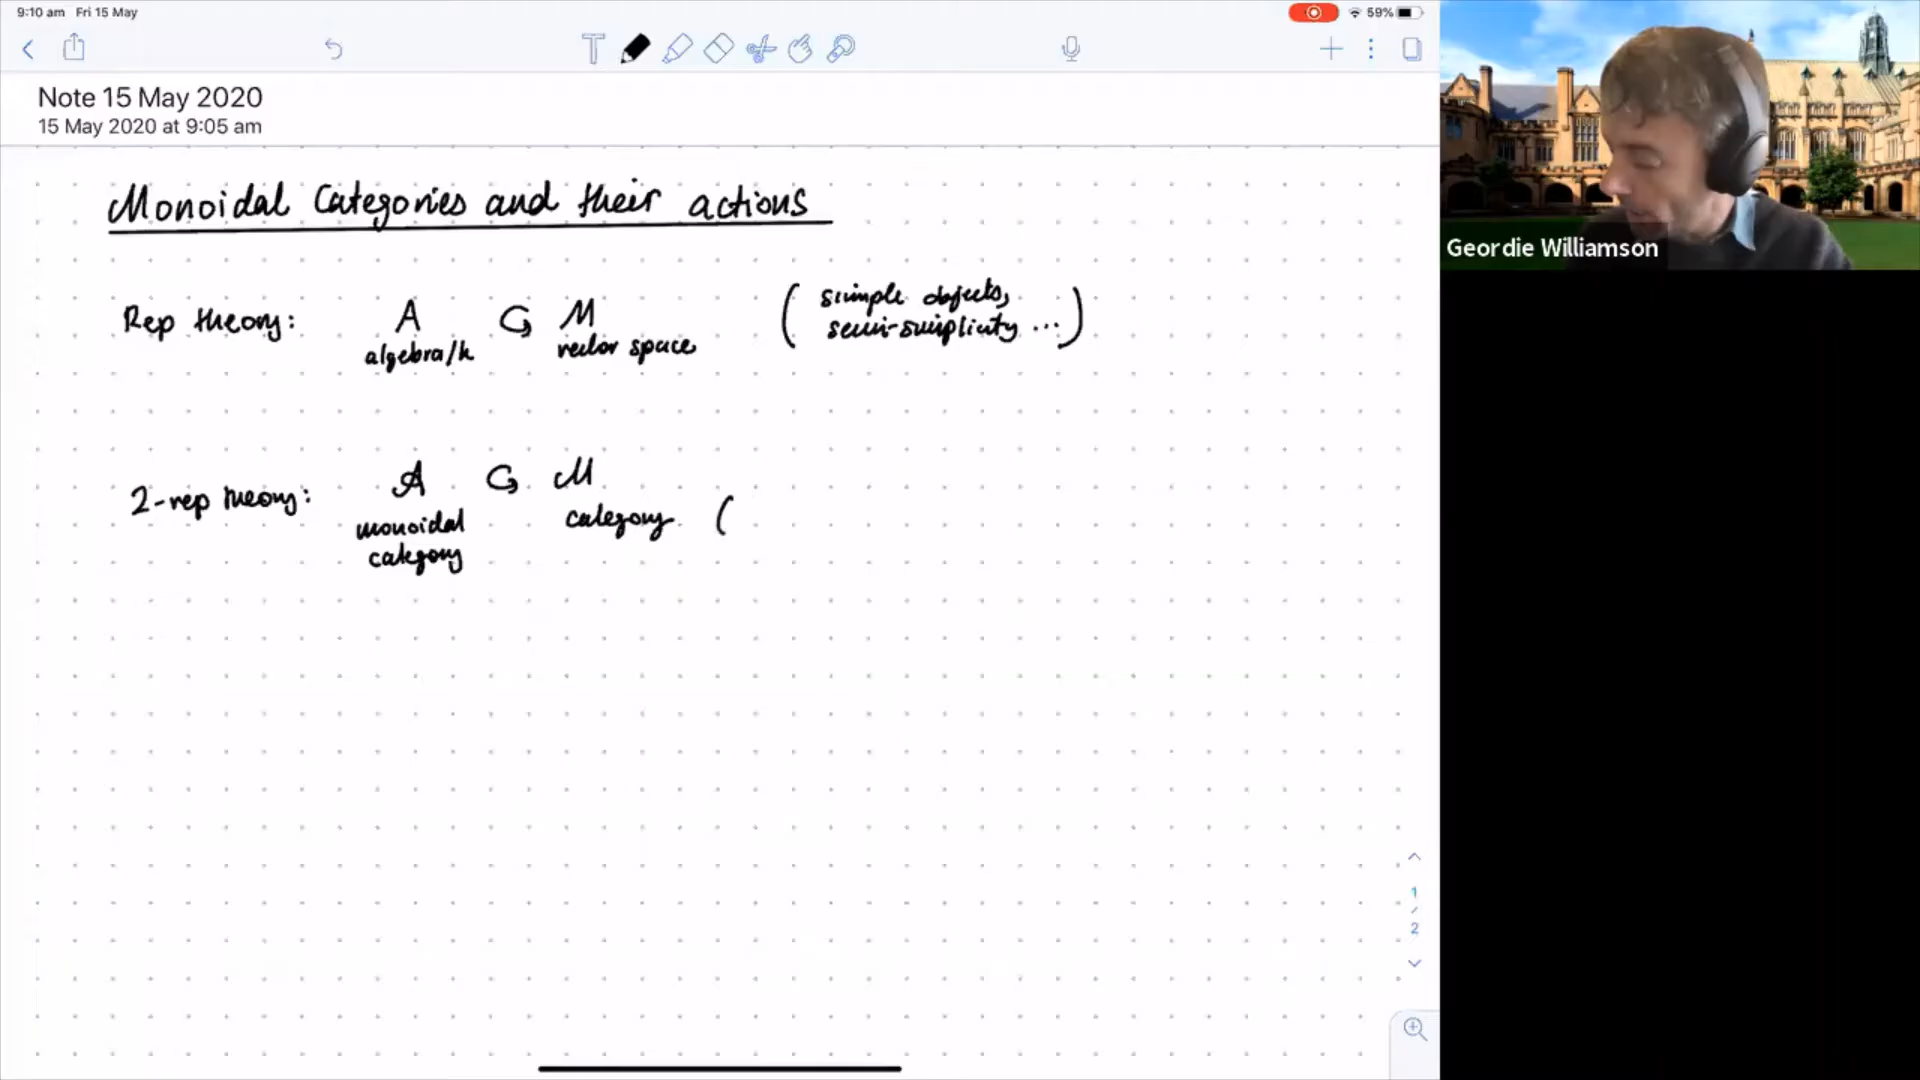 9:10 am Fri 15 May
59%
Note 15 May 2020
15 May 2020 at 9:05 am
Monoidal Categories and their actions
Rep theory: A ↺ M (simple objects,
algebra/k vector space semi-simplicity ...)
2-rep theory: A ↺ M
monoidal category (
category
1
/
2
Geordie Williamson